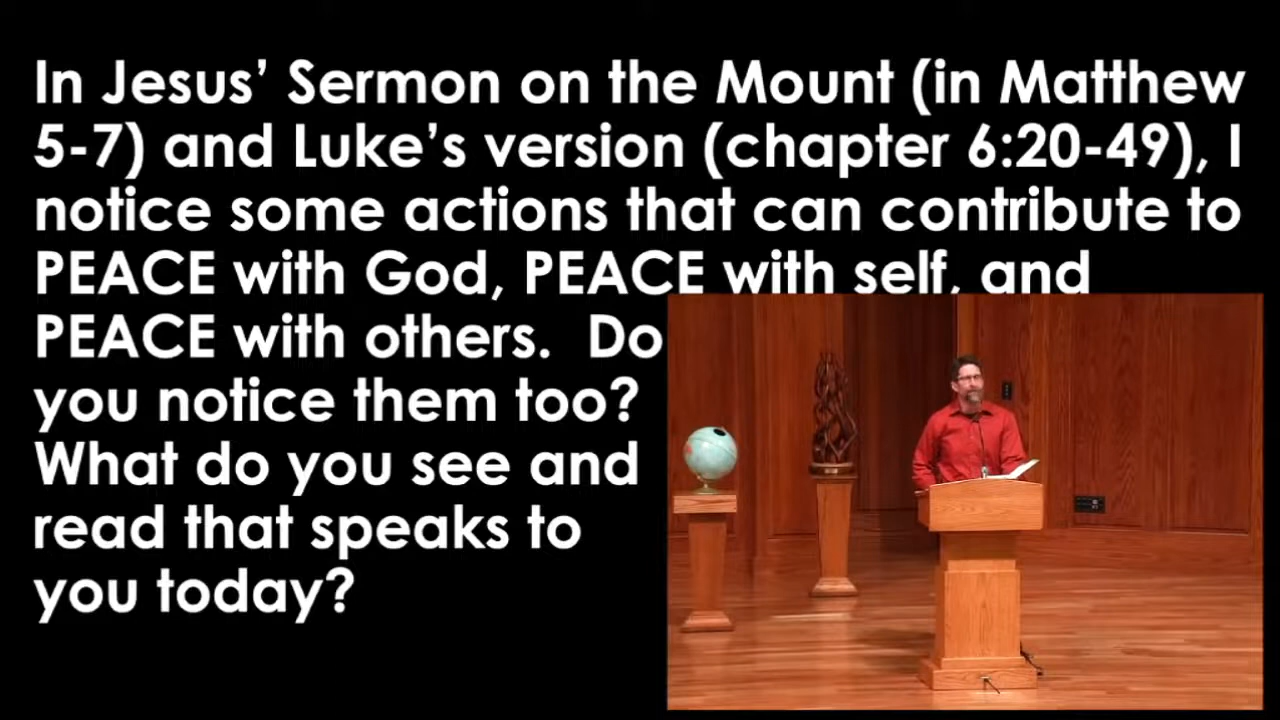 In Jesus’ Sermon on the Mount (in Matthew
5-7) and Luke’s version (chapter 6:20-49), I
notice some actions that can contribute to
PEACE with God, PEACE with self, and
PEACE with others.  Do
you notice them too?
What do you see and
read that speaks to
you today?